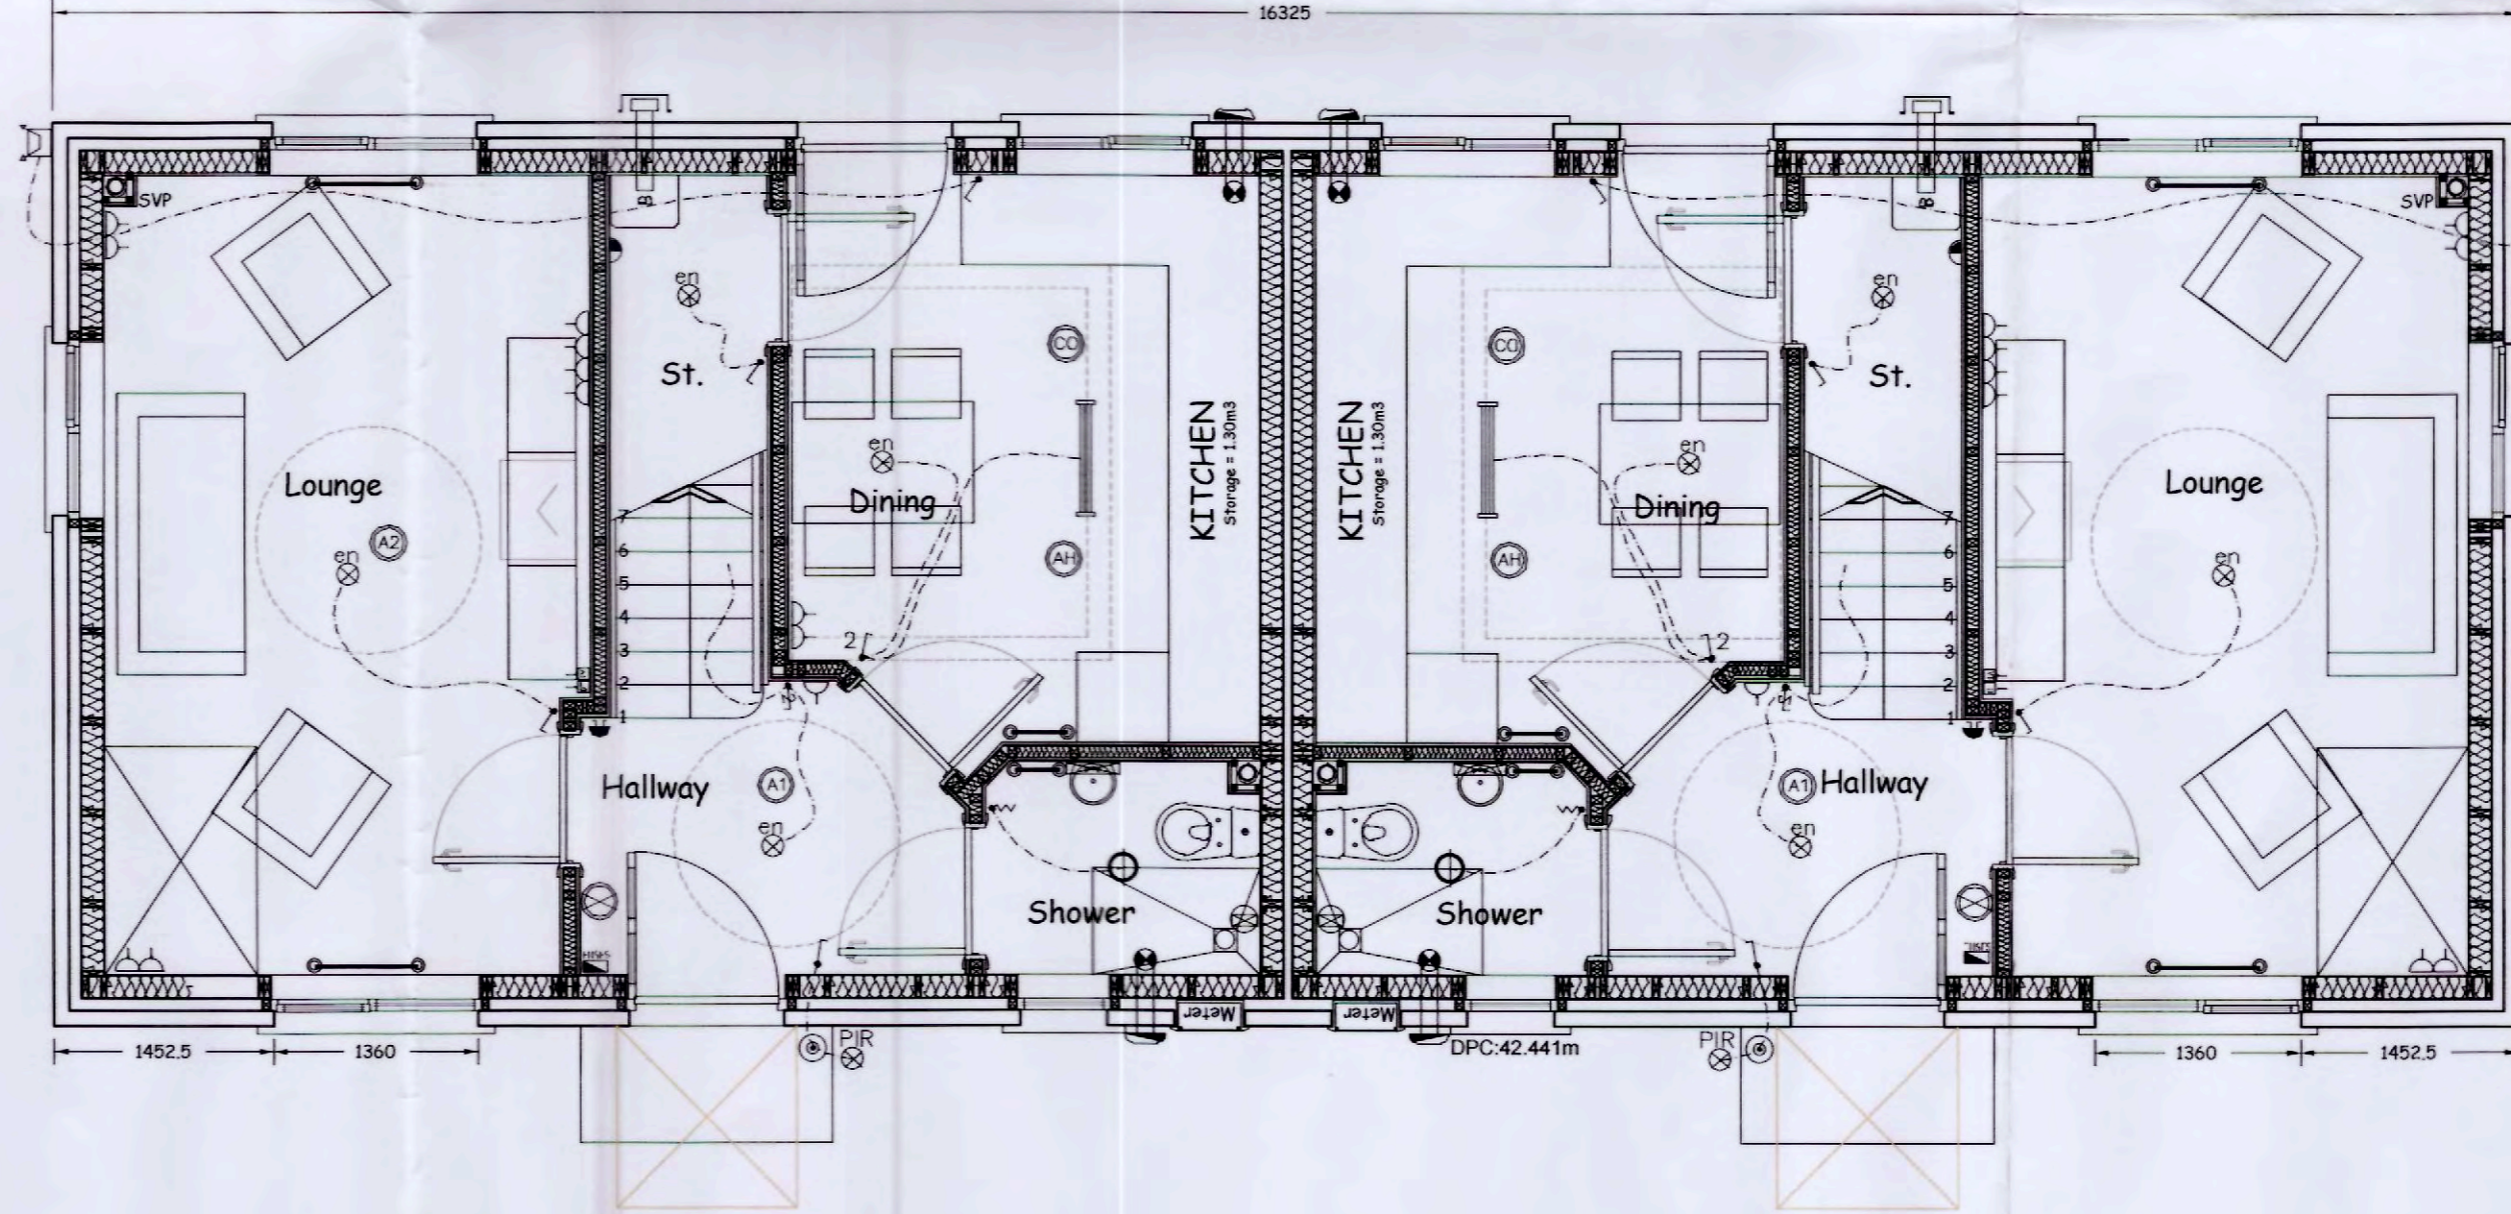 16325
SVP
SVP
B
B
en
en
St.
St.
CO
CO
KITCHEN
Storage = 1.30m3
KITCHEN
Storage = 1.30m3
en
en
Lounge
Dining
Dining
Lounge
A2
en
AH
AH
en
7
6
5
4
3
2
1
7
6
5
4
3
2
1
2
2
Hallway
A1
A1
Hallway
en
en
Shower
Shower
Meter
Meter
PIR
PIR
DPC:42.441m
1452.5
1360
1360
1452.5